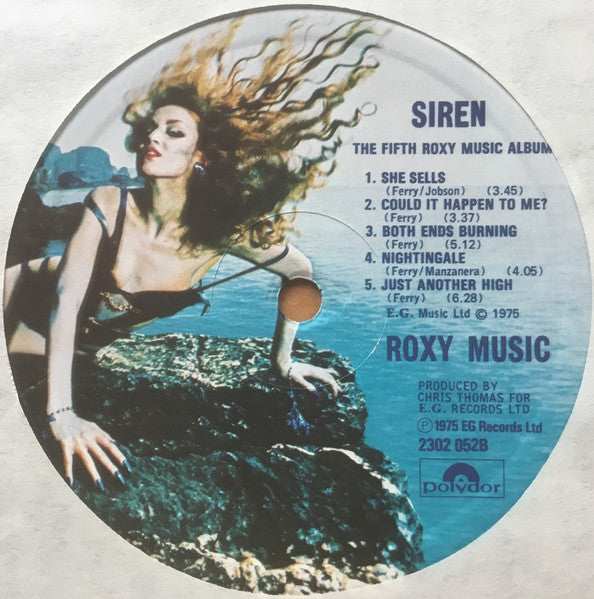 SIREN
THE FIFTH ROXY MUSIC ALBUM
1. SHE SELLS
(Ferry/Jobson) (3.45)
2. COULD IT HAPPEN TO ME?
(Ferry) (3.37)
3. BOTH ENDS BURNING
(Ferry) (5.12)
4. NIGHTINGALE
(Ferry/Manzanera) (4.05)
5. JUST ANOTHER HIGH
(Ferry) (6.28)
E.G. Music Ltd © 1975
ROXY MUSIC
PRODUCED BY
CHRIS THOMAS FOR
E.G. RECORDS LTD
℗ 1975 EG Records Ltd
2302 052B
polydor